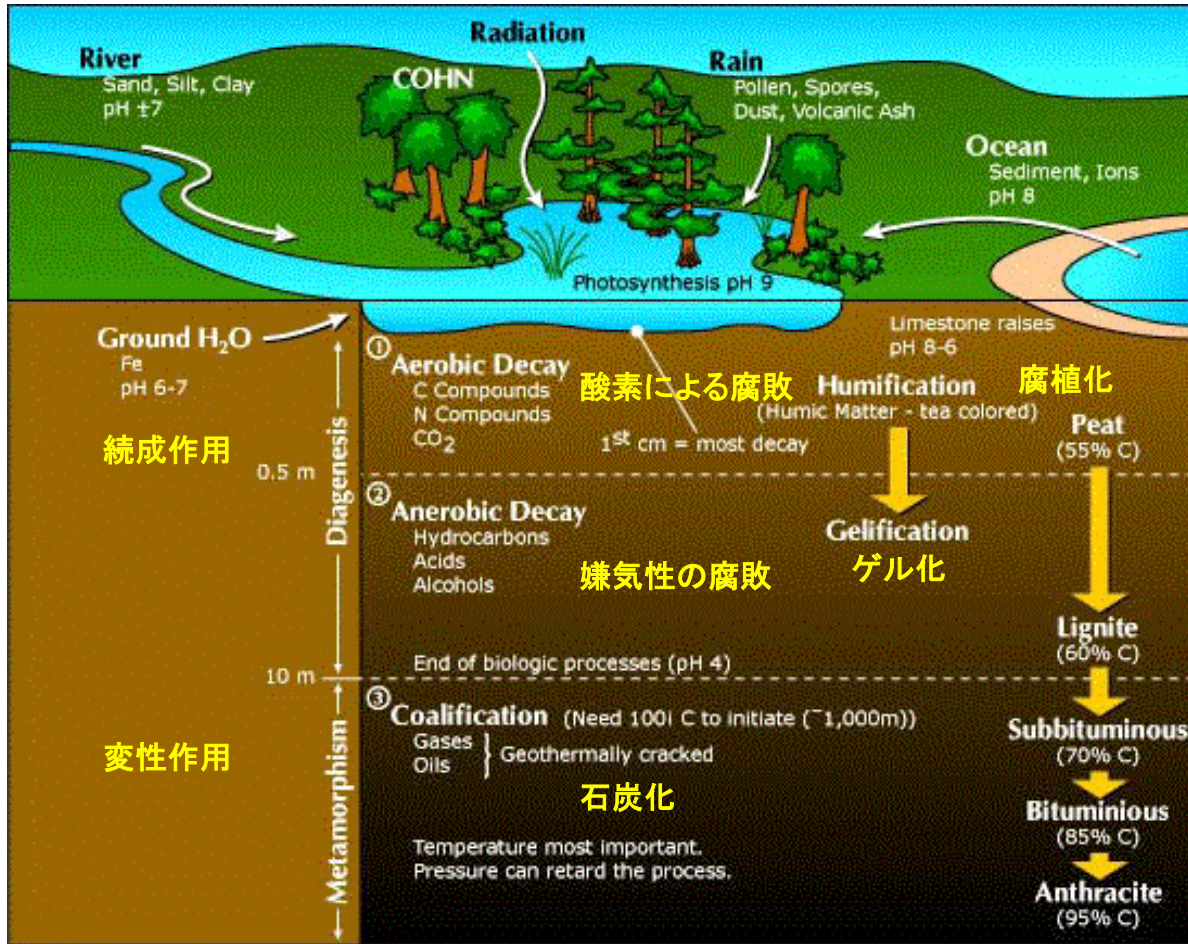 Radiation
River
Sand, Silt, Clay
pH ±7
COHN
Rain
Pollen, Spores,
Dust, Volcanic Ash
Ocean
Sediment, Ions
pH 8
Photosynthesis pH 9
Ground H₂O
Fe
pH 6-7
Limestone raises
pH 8-6
① Aerobic Decay
C Compounds
N Compounds
CO₂
酸素による腐敗
1st cm = most decay
Humification
(Humic Matter - tea colored)
腐植化
Peat
(55% C)
続成作用
0.5 m
Diagenesis
② Anerobic Decay
Hydrocarbons
Acids
Alcohols
嫌気性の腐敗
Gelification
ゲル化
Lignite
(60% C)
End of biologic processes (pH 4)
10 m
③ Coalification (Need 100i C to initiate (~1,000m))
Gases
Oils
} Geothermally cracked
石炭化
変性作用
Metamorphism
Temperature most important.
Pressure can retard the process.
Subbituminous
(70% C)
Bituminious
(85% C)
Anthracite
(95% C)